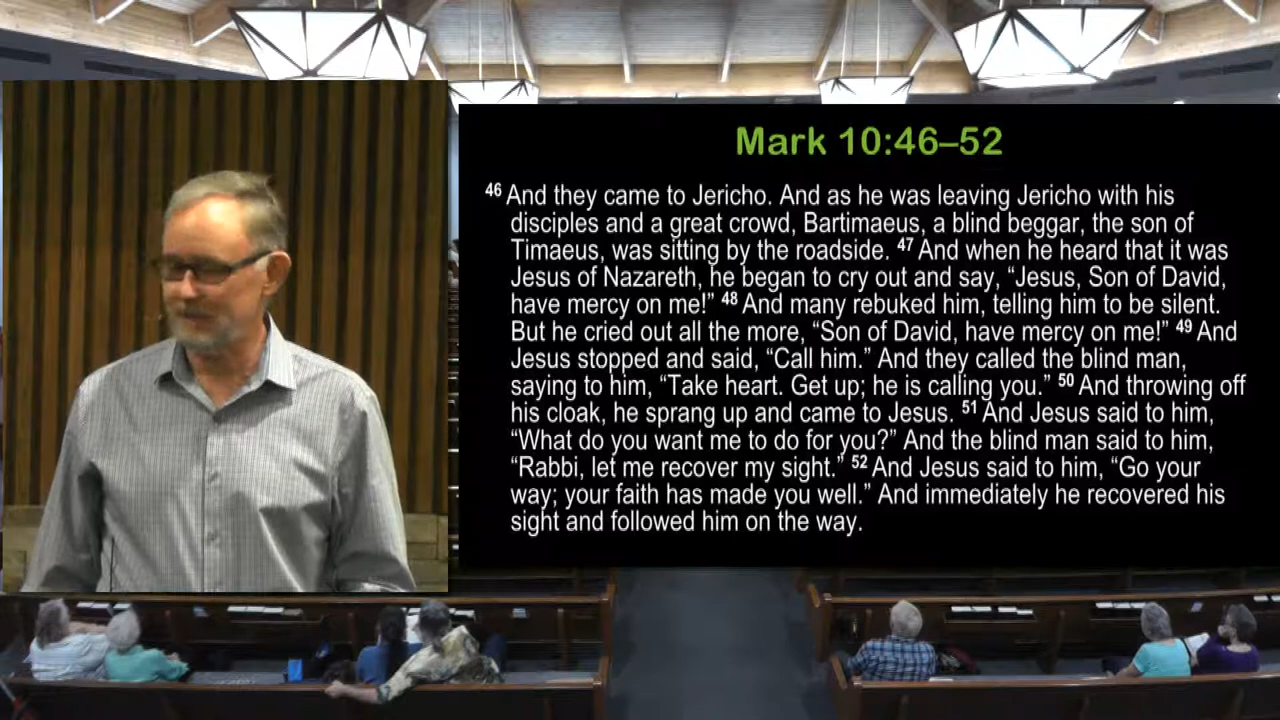 Mark 10:46–52
46 And they came to Jericho. And as he was leaving Jericho with his
disciples and a great crowd, Bartimaeus, a blind beggar, the son of
Timaeus, was sitting by the roadside. 47 And when he heard that it was
Jesus of Nazareth, he began to cry out and say, “Jesus, Son of David,
have mercy on me!” 48 And many rebuked him, telling him to be silent.
But he cried out all the more, “Son of David, have mercy on me!” 49 And
Jesus stopped and said, “Call him.” And they called the blind man,
saying to him, “Take heart. Get up; he is calling you.” 50 And throwing off
his cloak, he sprang up and came to Jesus. 51 And Jesus said to him,
“What do you want me to do for you?” And the blind man said to him,
“Rabbi, let me recover my sight.” 52 And Jesus said to him, “Go your
way; your faith has made you well.” And immediately he recovered his
sight and followed him on the way.